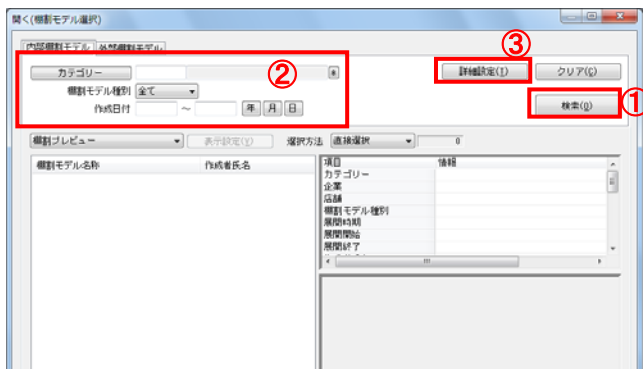 開く(棚割モデル選択)
内部棚割モデル 外部棚割モデル
③
カテゴリー ② 詳細設定(I) クリア(C)
棚割モデル種別 全て 検索(Q) ①
作成日付 ～ 年 月 日
棚割プレビュー 表示設定(Y) 選択方法 直接選択 0
棚割モデル名称 作成者氏名 項目 情報
カテゴリー
企業
店舗
棚割モデル種別
展開時期
展開開始
展開終了